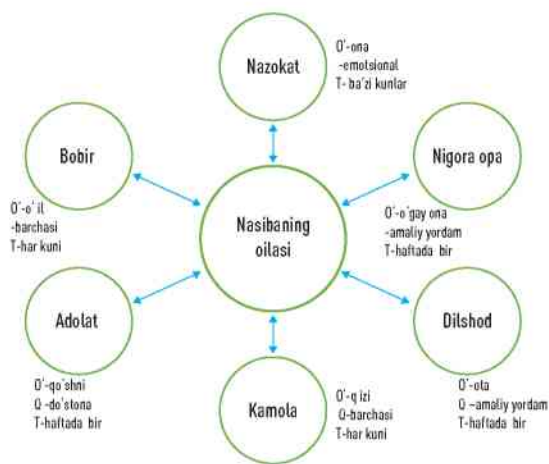 Nazokat
O'-ona
-emotsional
T- ba'zi kunlar
Bobir
O'-o' il
-barchasi
T-har kuni
Nigora opa
O'-o'gay ona
-amaliy yordam
T-haftada bir
Nasibaning
oilasi
Adolat
O'-qo'shni
Q -do'stona
T-haftada bir
Kamola
O'-q izi
Q-barchasi
T-har kuni
Dilshod
O'-ota
Q –amaliy yordam
T-haftada bir